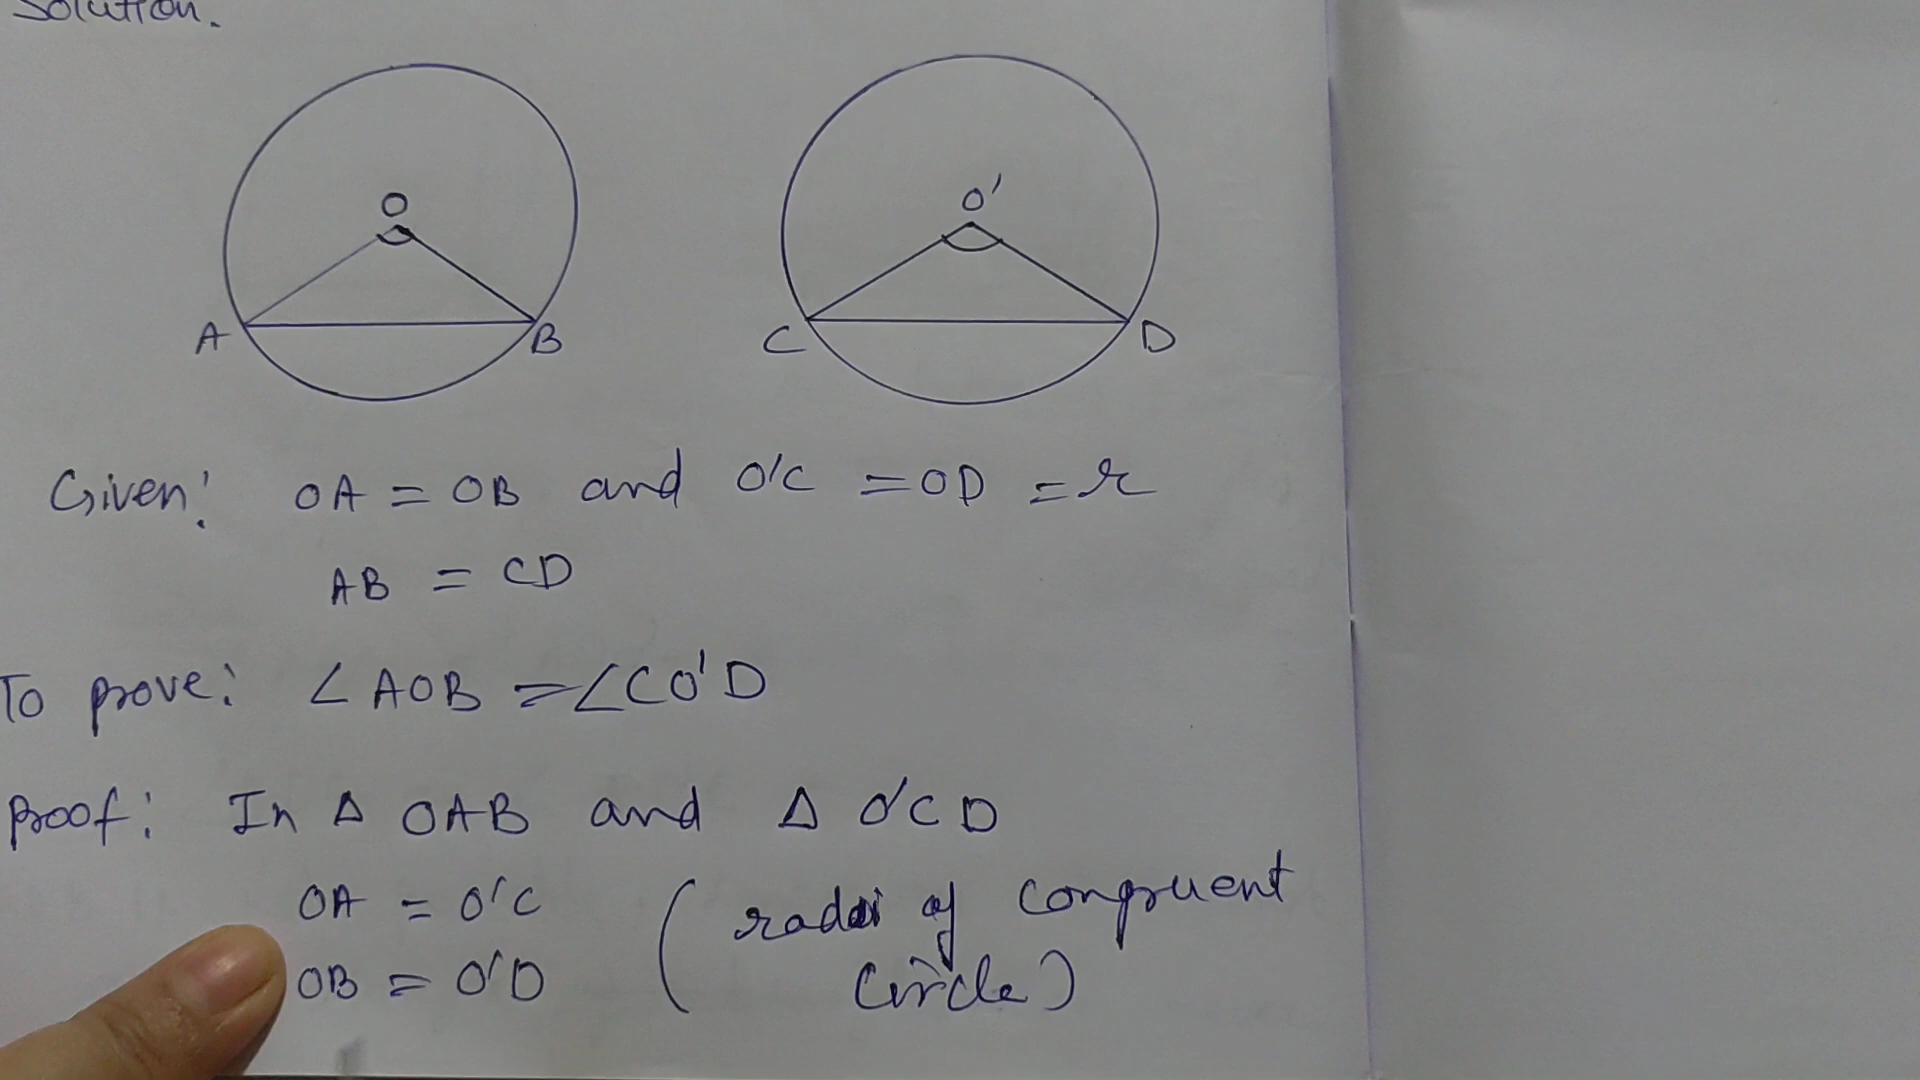 Solution.
O
O'
A
B
C
D
Given: OA = OB and O'C = OD = r
AB = CD
To prove: ∠AOB = ∠CO'D
Proof: In Δ OAB and Δ O'CD
OA = O'C (radii of congruent
OB = O'D circle)